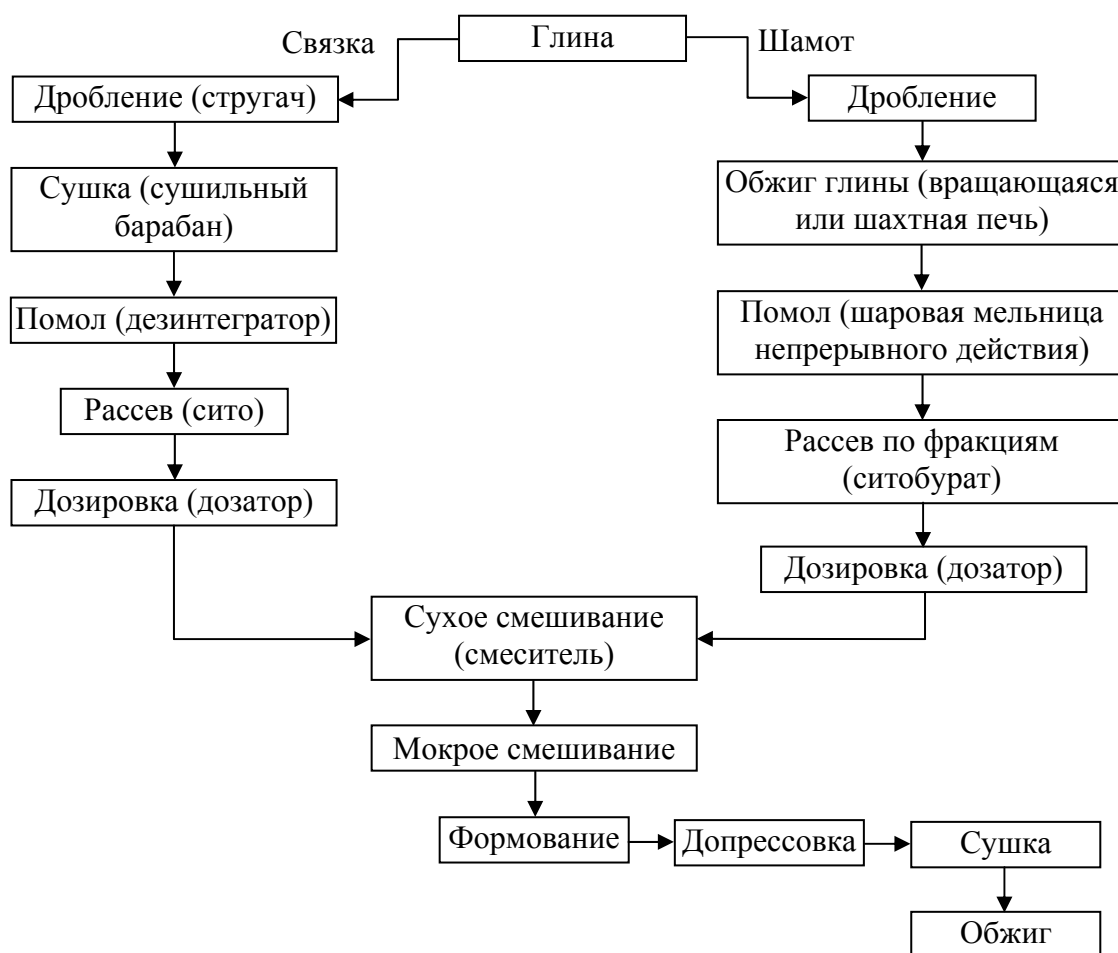 Глина
Связка
Шамот
Дробление (стругач)
Дробление
Сушка (сушильный
барабан)
Обжиг глины (вращающаяся
или шахтная печь)
Помол (дезинтегратор)
Помол (шаровая мельница
непрерывного действия)
Рассев (сито)
Рассев по фракциям
(ситобурат)
Дозировка (дозатор)
Дозировка (дозатор)
Сухое смешивание
(смеситель)
Мокрое смешивание
Формование
Допрессовка
Сушка
Обжиг